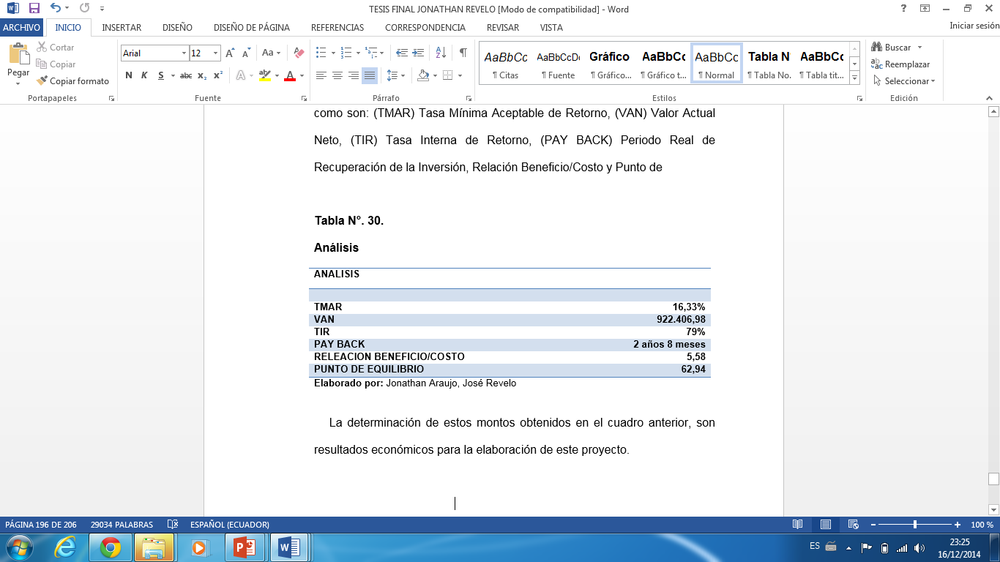 TESIS FINAL JONATHAN REVELO [Modo de compatibilidad] - Word
ARCHIVO INICIO INSERTAR DISEÑO DISEÑO DE PÁGINA REFERENCIAS CORRESPONDENCIA REVISAR VISTA Iniciar sesión
Pegar
Cortar
Copiar
Copiar formato
Portapapeles
Arial 12
N K S abc x₂ x²
Fuente
Párrafo
AaBbCc AaBbCcDc Gráfico AaBbCc AaBbCc Tabla N AaBbCc
¶ Citas ¶ Fuente ¶ Gráfico... ¶ Gráfico t... ¶ Normal ¶ Tabla No. ¶ Tabla tit...
Estilos
Buscar
Reemplazar
Seleccionar
Edición
como son: (TMAR) Tasa Mínima Aceptable de Retorno, (VAN) Valor Actual
Neto, (TIR) Tasa Interna de Retorno, (PAY BACK) Periodo Real de
Recuperación de la Inversión, Relación Beneficio/Costo y Punto de
Tabla N°. 30.
Análisis
ANALISIS
TMAR 16,33%
VAN 922.406,98
TIR 79%
PAY BACK 2 años 8 meses
RELEACION BENEFICIO/COSTO 5,58
PUNTO DE EQUILIBRIO 62,94
Elaborado por: Jonathan Araujo, José Revelo
La determinación de estos montos obtenidos en el cuadro anterior, son
resultados económicos para la elaboración de este proyecto.
PÁGINA 196 DE 206 29034 PALABRAS ESPAÑOL (ECUADOR) 100 %
ES 23:25
16/12/2014